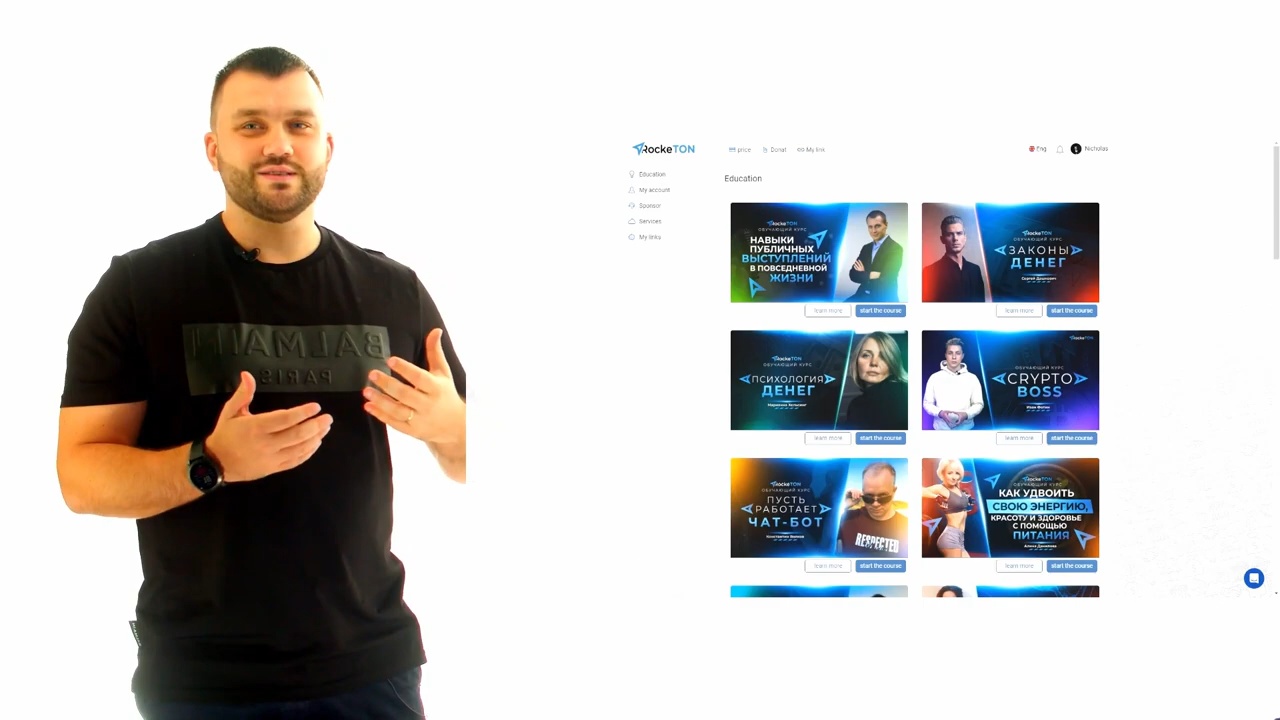 RockeTON
price
Donat
My link
Eng
Nicholas
Education
My account
Sponsor
Services
My links
Education
RockeTON
ОБУЧАЮЩИЙ КУРС
НАВЫКИ
ПУБЛИЧНЫХ
ВЫСТУПЛЕНИЙ
В ПОВСЕДНЕВНОЙ
ЖИЗНИ
learn more
start the course
RockeTON
ОБУЧАЮЩИЙ КУРС
ЗАКОНЫ
ДЕНЕГ
learn more
start the course
RockeTON
ОБУЧАЮЩИЙ КУРС
ПСИХОЛОГИЯ
ДЕНЕГ
learn more
start the course
RockeTON
ОБУЧАЮЩИЙ КУРС
CRYPTO
BOSS
Иван Фопин
learn more
start the course
RockeTON
ОБУЧАЮЩИЙ КУРС
ПУСТЬ
РАБОТАЕТ
ЧАТ-БОТ
RESPECTED
learn more
start the course
RockeTON
ОБУЧАЮЩИЙ КУРС
КАК УДВОИТЬ
СВОЮ ЭНЕРГИЮ,
КРАСОТУ И ЗДОРОВЬЕ
С ПОМОЩЬЮ
ПИТАНИЯ
learn more
start the course
BALMAIN
PARIS